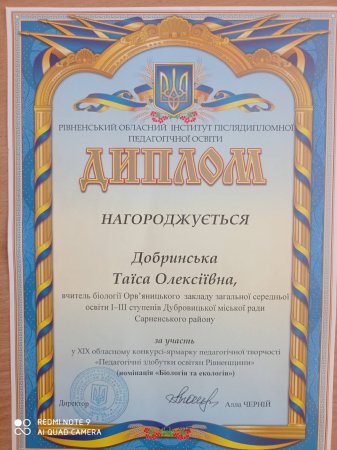 РІВНЕНСЬКИЙ ОБЛАСНИЙ ІНСТИТУТ ПІСЛЯДИПЛОМНОЇ
ПЕДАГОГІЧНОЇ ОСВІТИ
ДИПЛОМ
НАГОРОДЖУЄТЬСЯ
Добринська
Таїса Олексіївна,
вчитель біології Орв'яницького закладу загальної середньої
освіти І–ІІІ ступенів Дубровицької міської ради
Сарненського району
за участь
у ХІХ обласному конкурсі-ярмарку педагогічної творчості
«Педагогічні здобутки освітян Рівненщини»
(номінація «Біологія та екологія»)
Директор
Алла ЧЕРНІЙ
REDMI NOTE 9
AI QUAD CAMERA